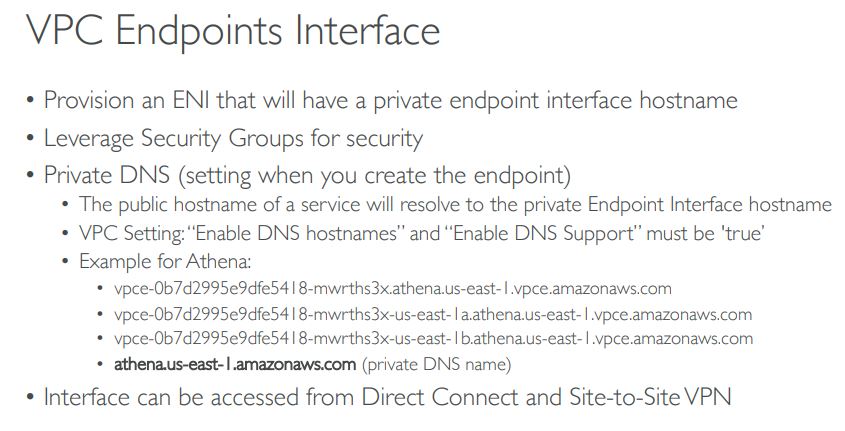 VPC Endpoints Interface
• Provision an ENI that will have a private endpoint interface hostname
• Leverage Security Groups for security
• Private DNS (setting when you create the endpoint)
• The public hostname of a service will resolve to the private Endpoint Interface hostname
• VPC Setting: “Enable DNS hostnames” and “Enable DNS Support” must be 'true’
• Example for Athena:
• vpce-0b7d2995e9dfe5418-mwrths3x.athena.us-east-1.vpce.amazonaws.com
• vpce-0b7d2995e9dfe5418-mwrths3x-us-east-1a.athena.us-east-1.vpce.amazonaws.com
• vpce-0b7d2995e9dfe5418-mwrths3x-us-east-1b.athena.us-east-1.vpce.amazonaws.com
• athena.us-east-1.amazonaws.com (private DNS name)
• Interface can be accessed from Direct Connect and Site-to-Site VPN